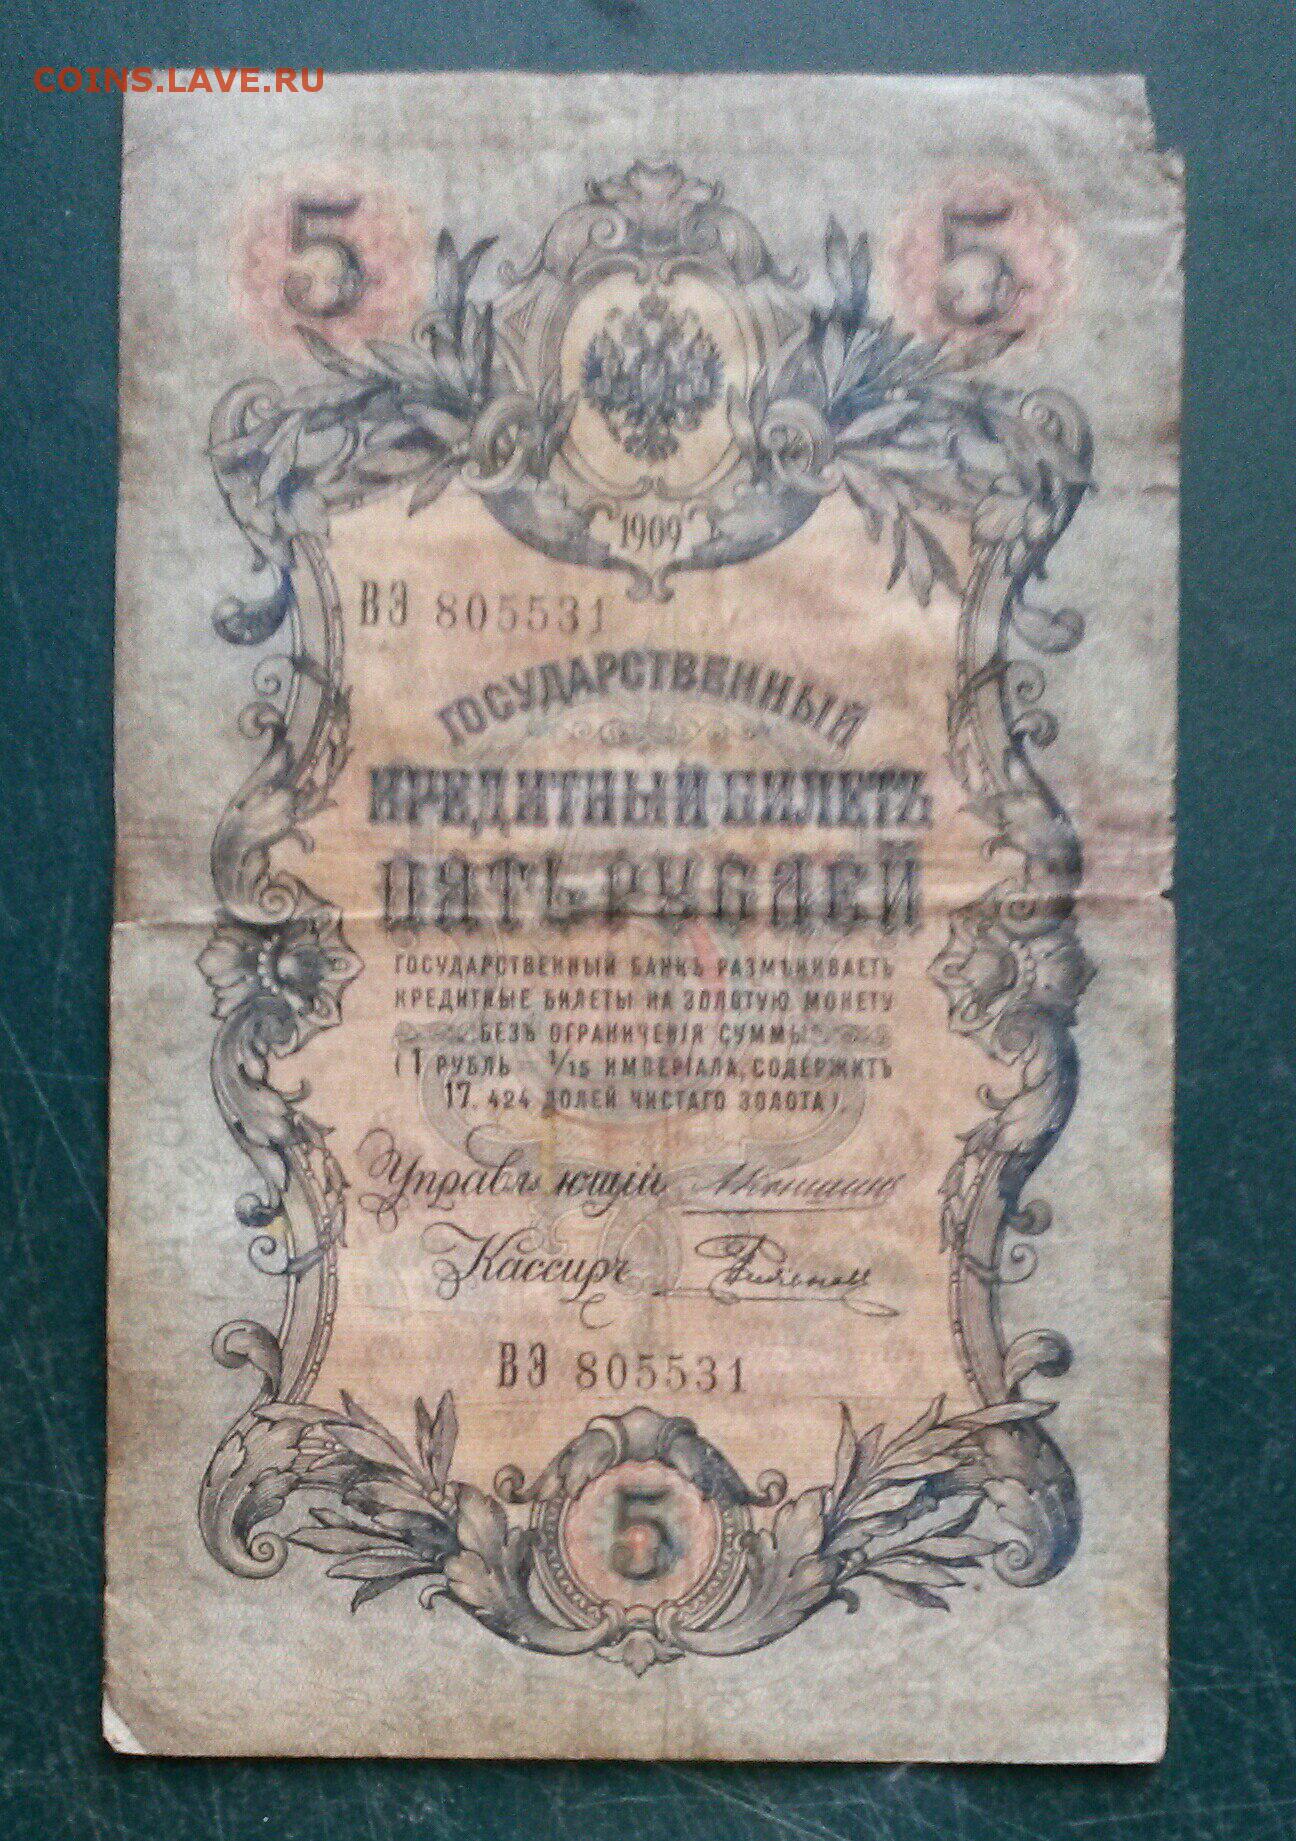 COINS.LAVE.RU
5 5
1909
ВЭ 805531
ГОСУДАРСТВЕННЫЙ
КРЕДИТНЫЙ БИЛЕТЪ
ПЯТЬ РУБЛЕЙ
ГОСУДАРСТВЕННЫЙ БАНКЪ РАЗМѢНИВАЕТЪ
КРЕДИТНЫЕ БИЛЕТЫ НА ЗОЛОТУЮ МОНЕТУ
БЕЗЪ ОГРАНИЧЕНІЯ СУММЫ
(1 РУБЛЬ = 1/15 ИМПЕРІАЛА, СОДЕРЖИТЪ
17,424 ДОЛЕЙ ЧИСТАГО ЗОЛОТА).
Управляющій
Кассиръ
ВЭ 805531
5